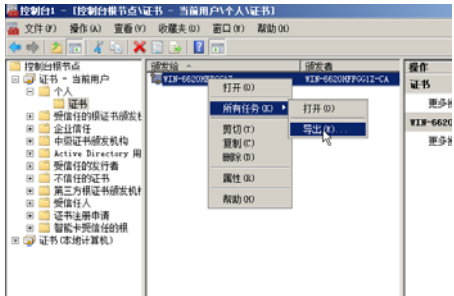 控制台1 - [控制台根节点\证书 - 当前用户\个人\证书]
文件(F) 操作(A) 查看(V) 收藏夹(O) 窗口(W) 帮助(H)
控制台根节点
证书 - 当前用户
个人
证书
受信任的根证书颁发机
企业信任
中级证书颁发机构
Active Directory 用
受信任的发行者
不信任的证书
第三方根证书颁发机构
受信任人
证书注册申请
智能卡受信任的根
证书(本地计算机)
颁发给
颁发者
WIN-6620HFFGG1Z
WIN-6620HFFGG1Z-CA
打开(O)
所有任务(K)
剪切(T)
复制(C)
删除(D)
属性(R)
帮助(H)
打开(O)
导出(E)...
操作
证书
更多
WIN-6620
更多